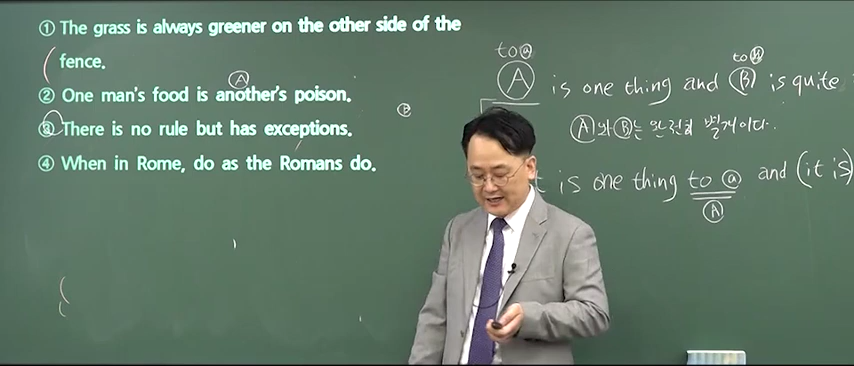 ① The grass is always greener on the other side of the
fence.
② One man's food is another's poison.
③ There is no rule but has exceptions.
④ When in Rome, do as the Romans do.
Ⓐ
Ⓑ
to ⓐ
to ⓑ
Ⓐ is one thing and Ⓑ is quite
Ⓐ와 Ⓑ는 완전히 별개이다.
t is one thing to ⓐ and (it is)
Ⓐ